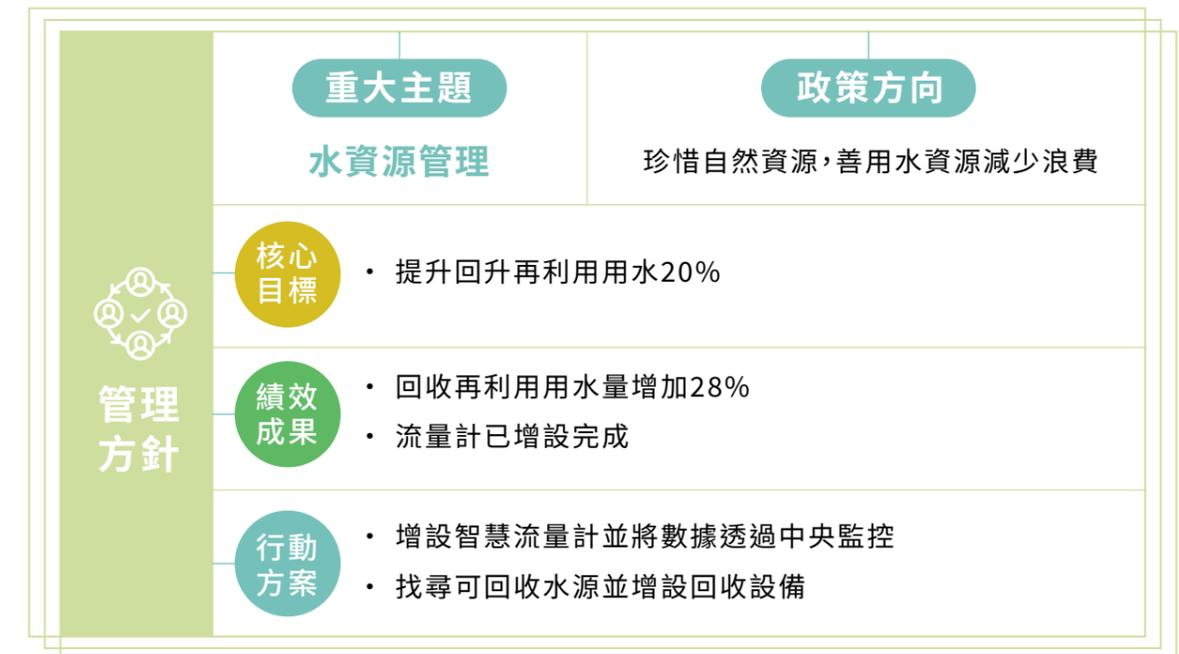 管理
方針
重大主題
水資源管理
政策方向
珍惜自然資源,善用水資源減少浪費
核心
目標
• 提升回升再利用用水20%
績效
成果
• 回收再利用用水量增加28%
• 流量計已增設完成
行動
方案
• 增設智慧流量計並將數據透過中央監控
• 找尋可回收水源並增設回收設備